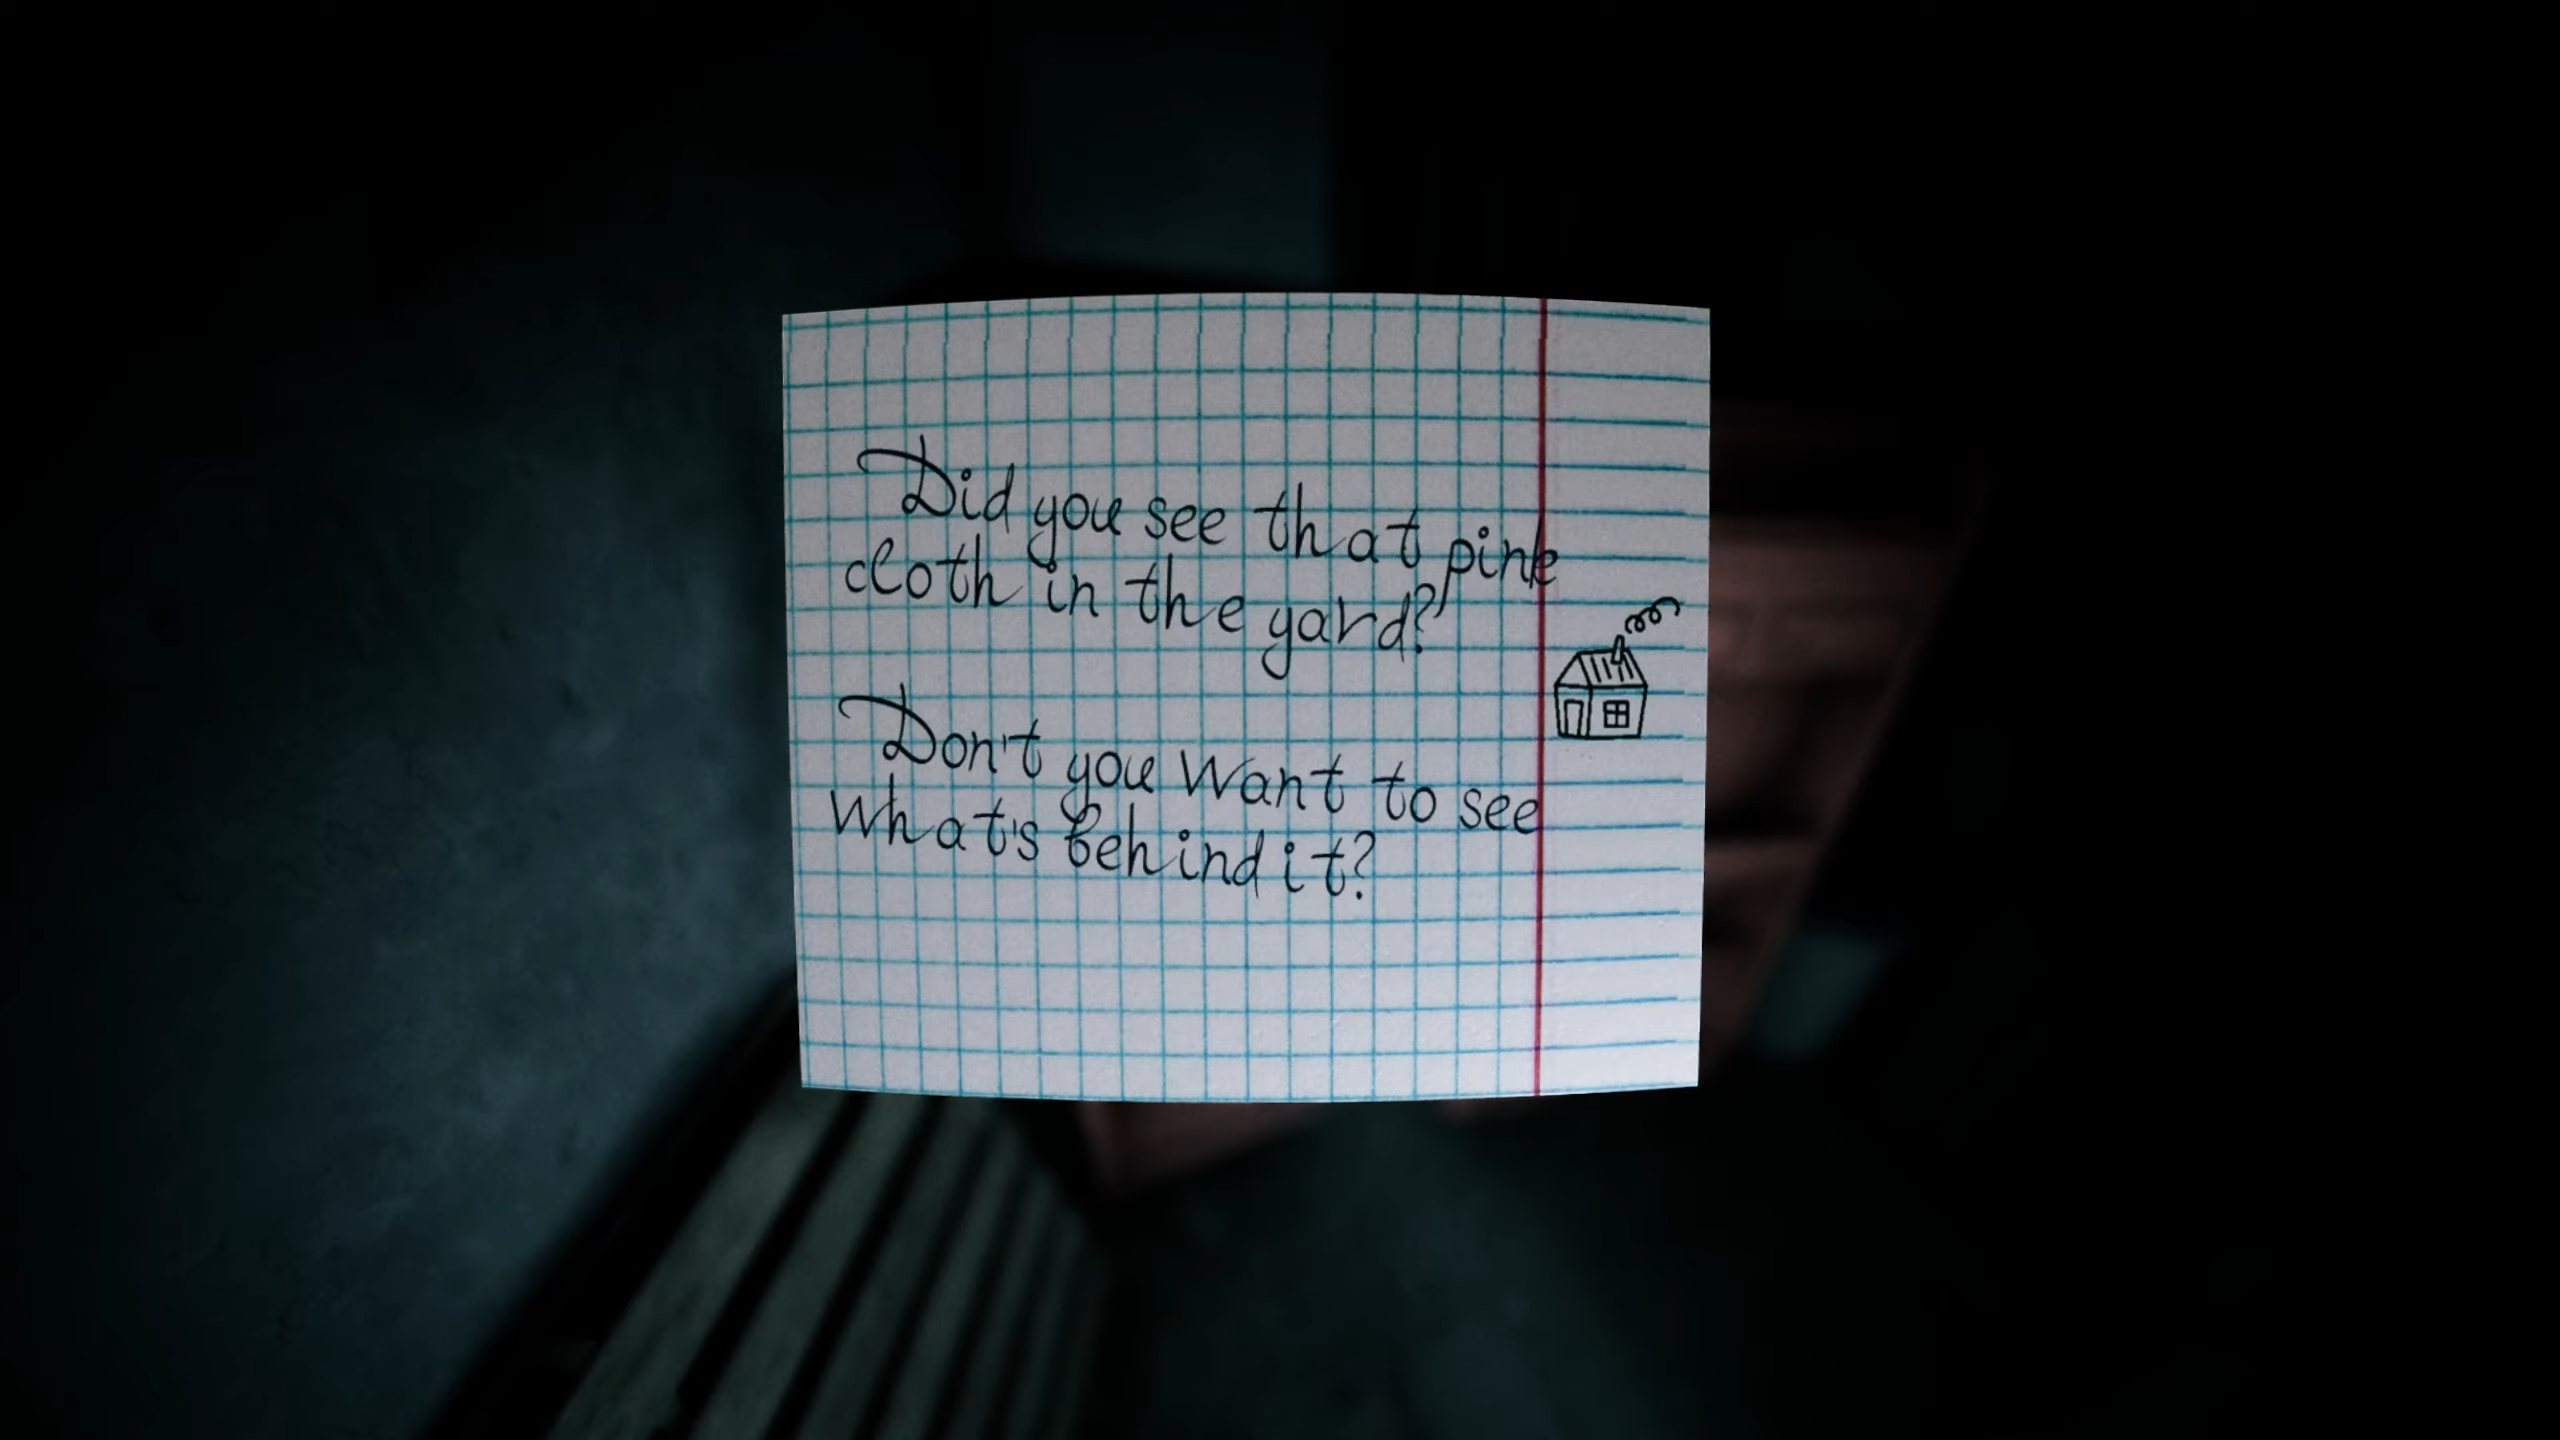 Did you see that pink
cloth in the yard?
Don't you want to see
what's behind it?